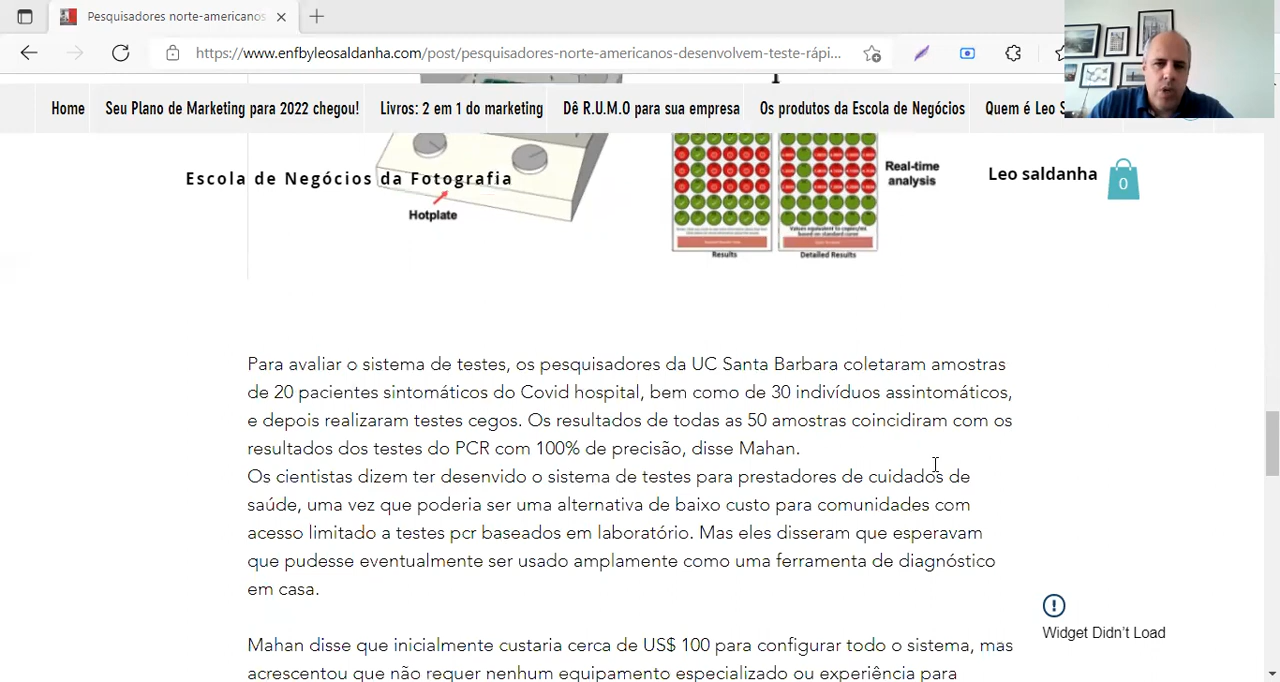 Pesquisadores norte-americanos
https://www.enfbyleosaldanha.com/post/pesquisadores-norte-americanos-desenvolvem-teste-rápi...
Home Seu Plano de Marketing para 2022 chegou! Livros: 2 em 1 do marketing Dê R.U.M.O para sua empresa Os produtos da Escola de Negócios Quem é Leo S
Escola de Negócios da Fotografia
Leo saldanha
0
Hotplate
Real-time
analysis
Results
Detailed Results
Para avaliar o sistema de testes, os pesquisadores da UC Santa Barbara coletaram amostras
de 20 pacientes sintomáticos do Covid hospital, bem como de 30 indivíduos assintomáticos,
e depois realizaram testes cegos. Os resultados de todas as 50 amostras coincidiram com os
resultados dos testes do PCR com 100% de precisão, disse Mahan.
Os cientistas dizem ter desenvido o sistema de testes para prestadores de cuidados de
saúde, uma vez que poderia ser uma alternativa de baixo custo para comunidades com
acesso limitado a testes pcr baseados em laboratório. Mas eles disseram que esperavam
que pudesse eventualmente ser usado amplamente como uma ferramenta de diagnóstico
em casa.
Mahan disse que inicialmente custaria cerca de US$ 100 para configurar todo o sistema, mas
acrescentou que não requer nenhum equipamento especializado ou experiência para
Widget Didn't Load